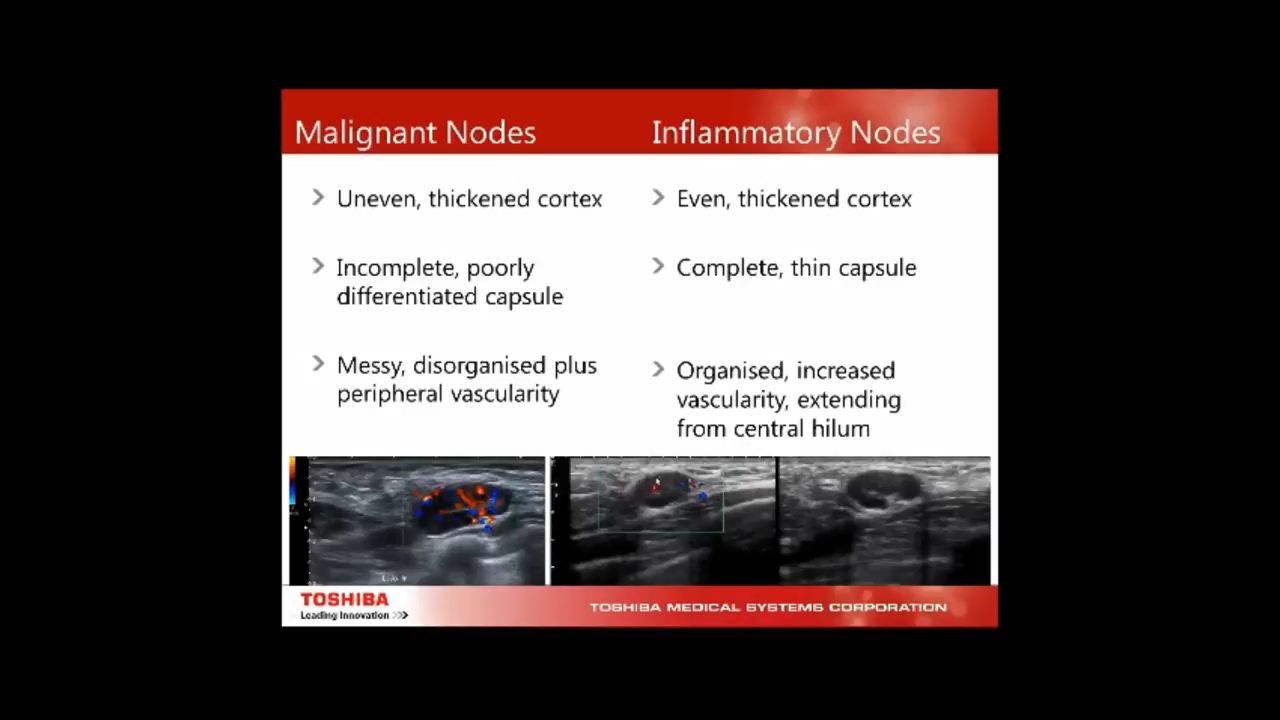 Malignant Nodes
Inflammatory Nodes
Uneven, thickened cortex
Incomplete, poorly
differentiated capsule
Messy, disorganised plus
peripheral vascularity
Even, thickened cortex
Complete, thin capsule
Organised, increased
vascularity, extending
from central hilum
TOSHIBA
Leading Innovation >>>
TOSHIBA MEDICAL SYSTEMS CORPORATION